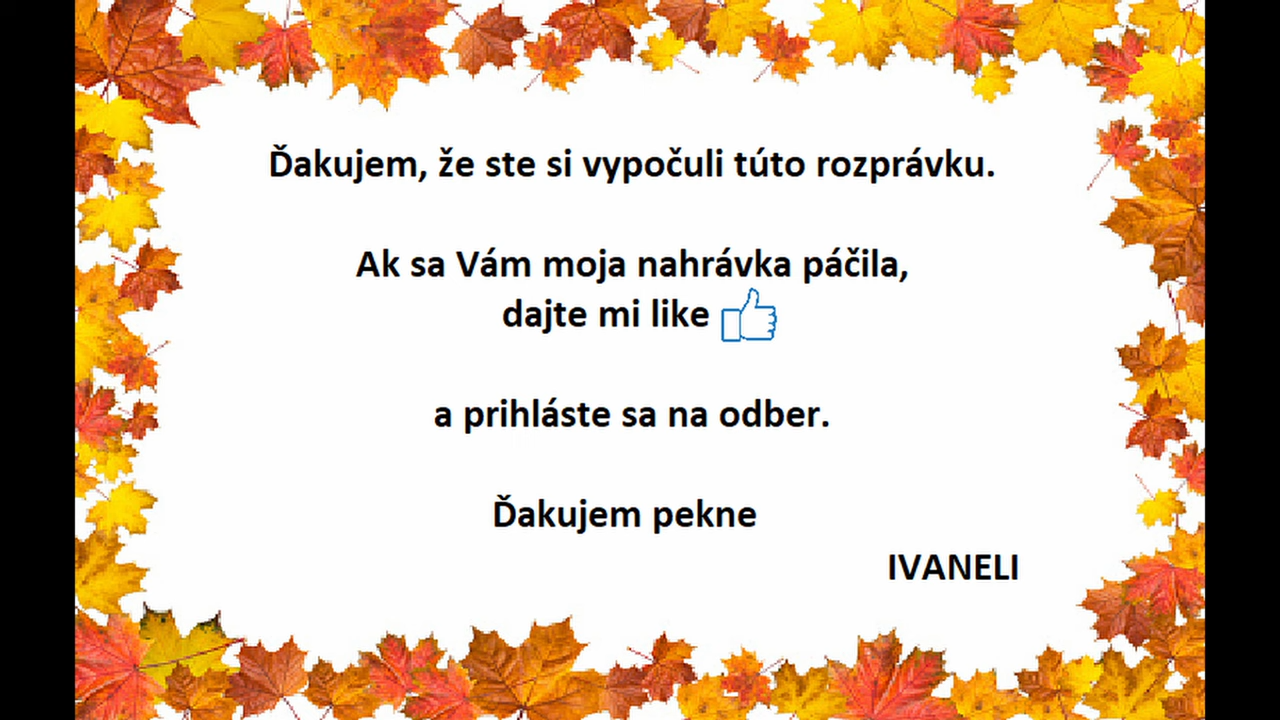 Ďakujem, že ste si vypočuli túto rozprávku.
Ak sa Vám moja nahrávka páčila,
dajte mi like
a prihláste sa na odber.
Ďakujem pekne
IVANELI